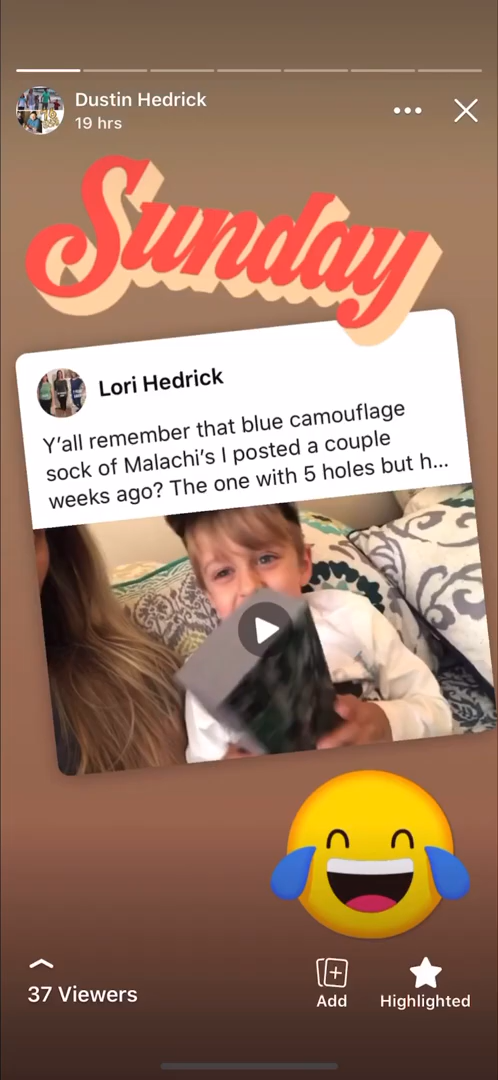 Dustin Hedrick
19 hrs
Sunday
Lori Hedrick
Y'all remember that blue camouflage
sock of Malachi's I posted a couple
weeks ago? The one with 5 holes but h...
37 Viewers
Add
Highlighted